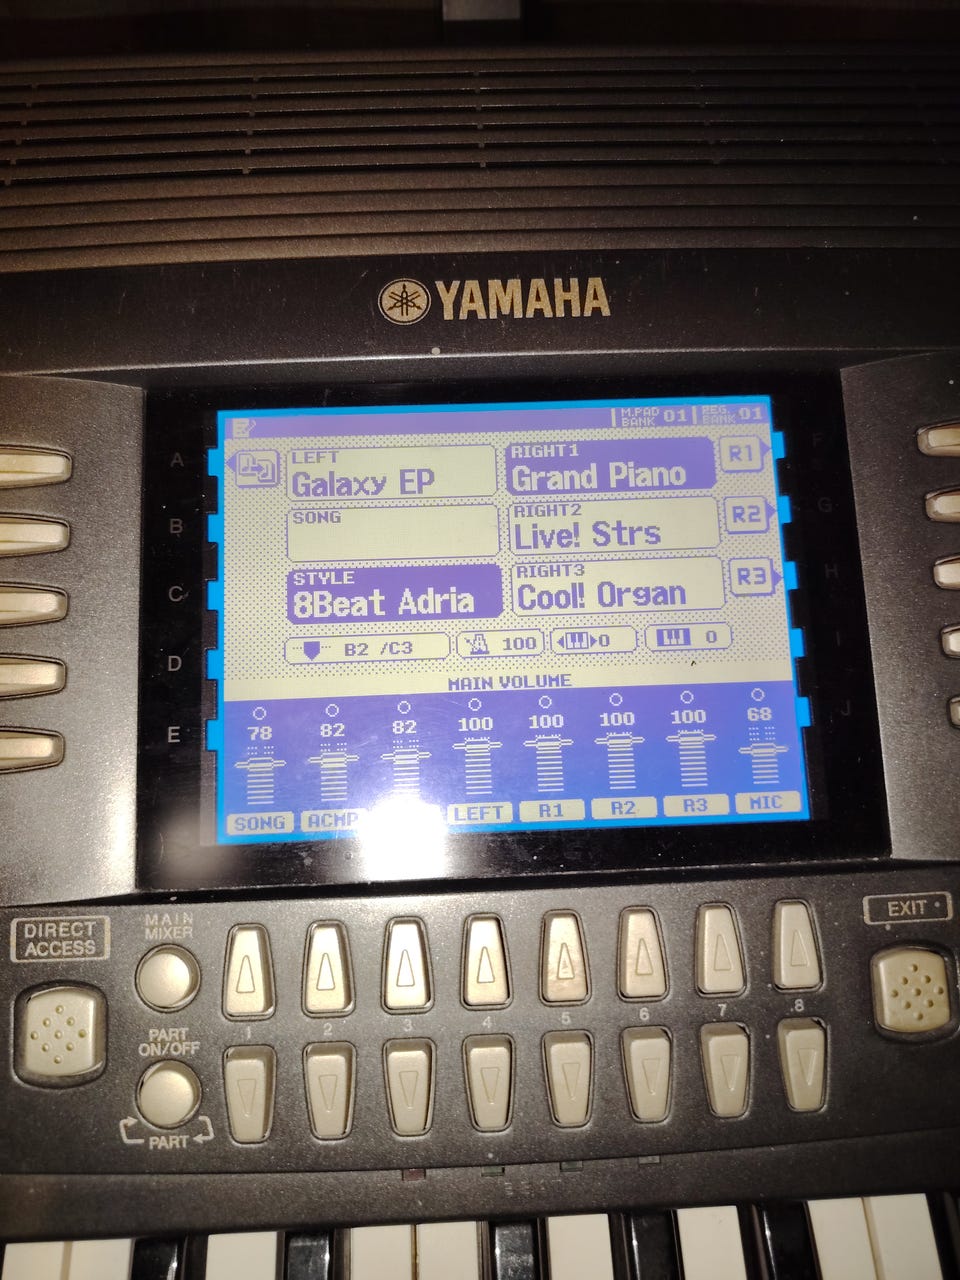 YAMAHA
M.PAD BANK 01 REG. BANK 01
A
LEFT
Galaxy EP
RIGHT1
Grand Piano
R1
F
B
SONG
RIGHT2
Live! Strs
R2
G
C
STYLE
8Beat Adria
RIGHT3
Cool! Organ
R3
H
D
B2 /C3
100
0
0
I
MAIN VOLUME
E
J
78 82 82 100 100 100 100 68
SONG ACMP LEFT R1 R2 R3 MIC
DIRECT ACCESS
MAIN MIXER
EXIT
1 2 3 4 5 6 7 8
PART ON/OFF
PART
BEAT